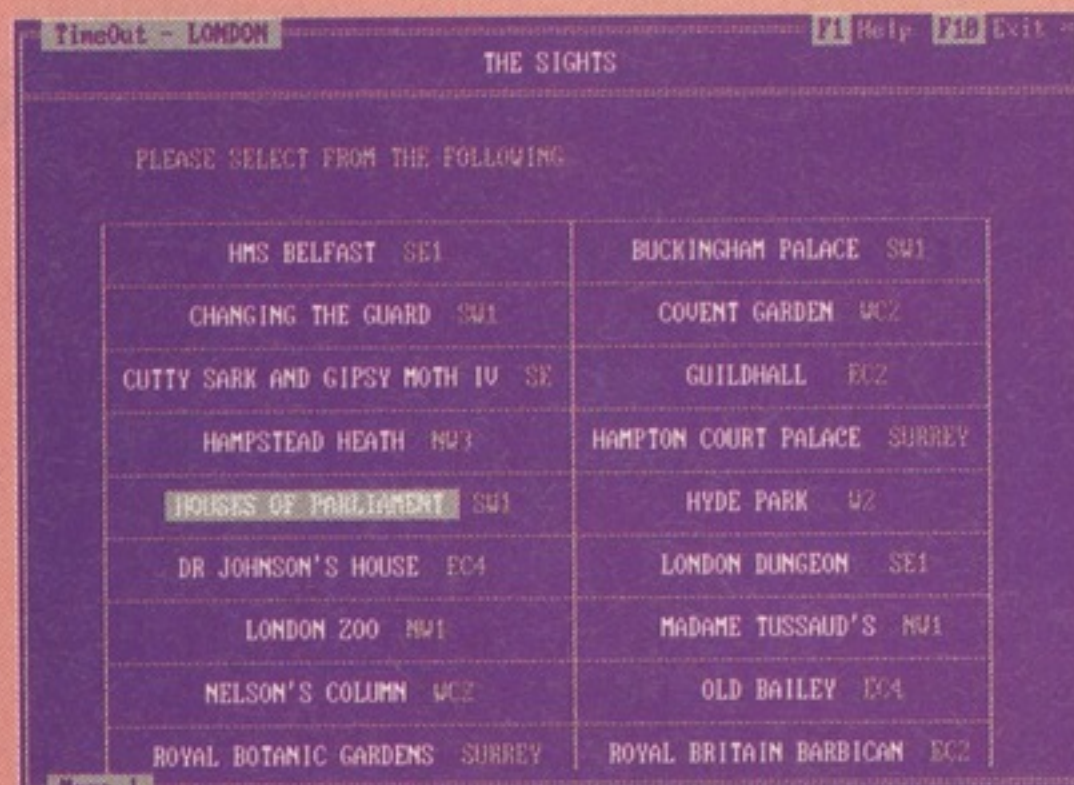 TimeOut - LONDON F1 Help F10 Exit
THE SIGHTS
PLEASE SELECT FROM THE FOLLOWING
HMS BELFAST SE1 BUCKINGHAM PALACE SW1
CHANGING THE GUARD SW1 COVENT GARDEN WC2
CUTTY SARK AND GIPSY MOTH IV SE GUILDHALL EC2
HAMPSTEAD HEATH NW3 HAMPTON COURT PALACE SURREY
HOUSES OF PARLIAMENT SW1 HYDE PARK W2
DR JOHNSON'S HOUSE EC4 LONDON DUNGEON SE1
LONDON ZOO NW1 MADAME TUSSAUD'S NW1
NELSON'S COLUMN WC2 OLD BAILEY EC4
ROYAL BOTANIC GARDENS SURREY ROYAL BRITAIN BARBICAN EC2